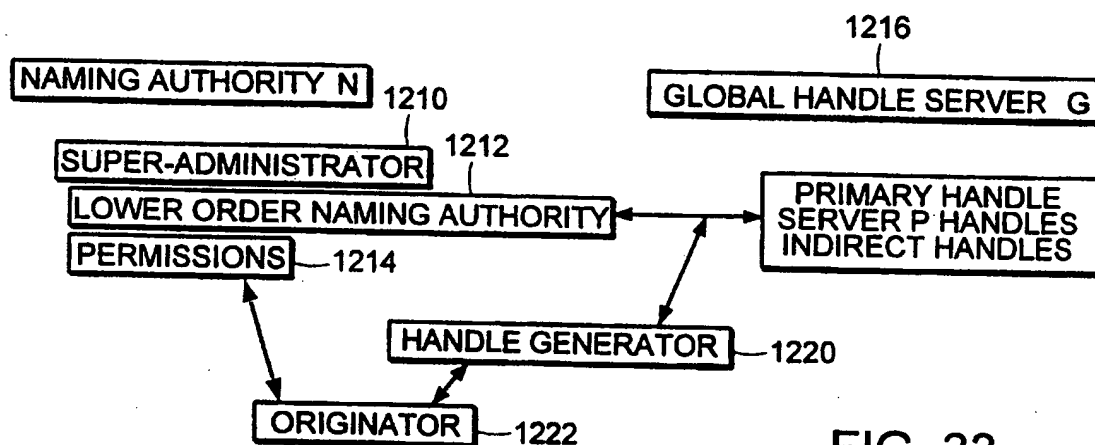 1216
NAMING AUTHORITY N
GLOBAL HANDLE SERVER G
1210
SUPER-ADMINISTRATOR
1212
LOWER ORDER NAMING AUTHORITY
PRIMARY HANDLE
SERVER P HANDLES
INDIRECT HANDLES
PERMISSIONS
1214
HANDLE GENERATOR
1220
ORIGINATOR
1222